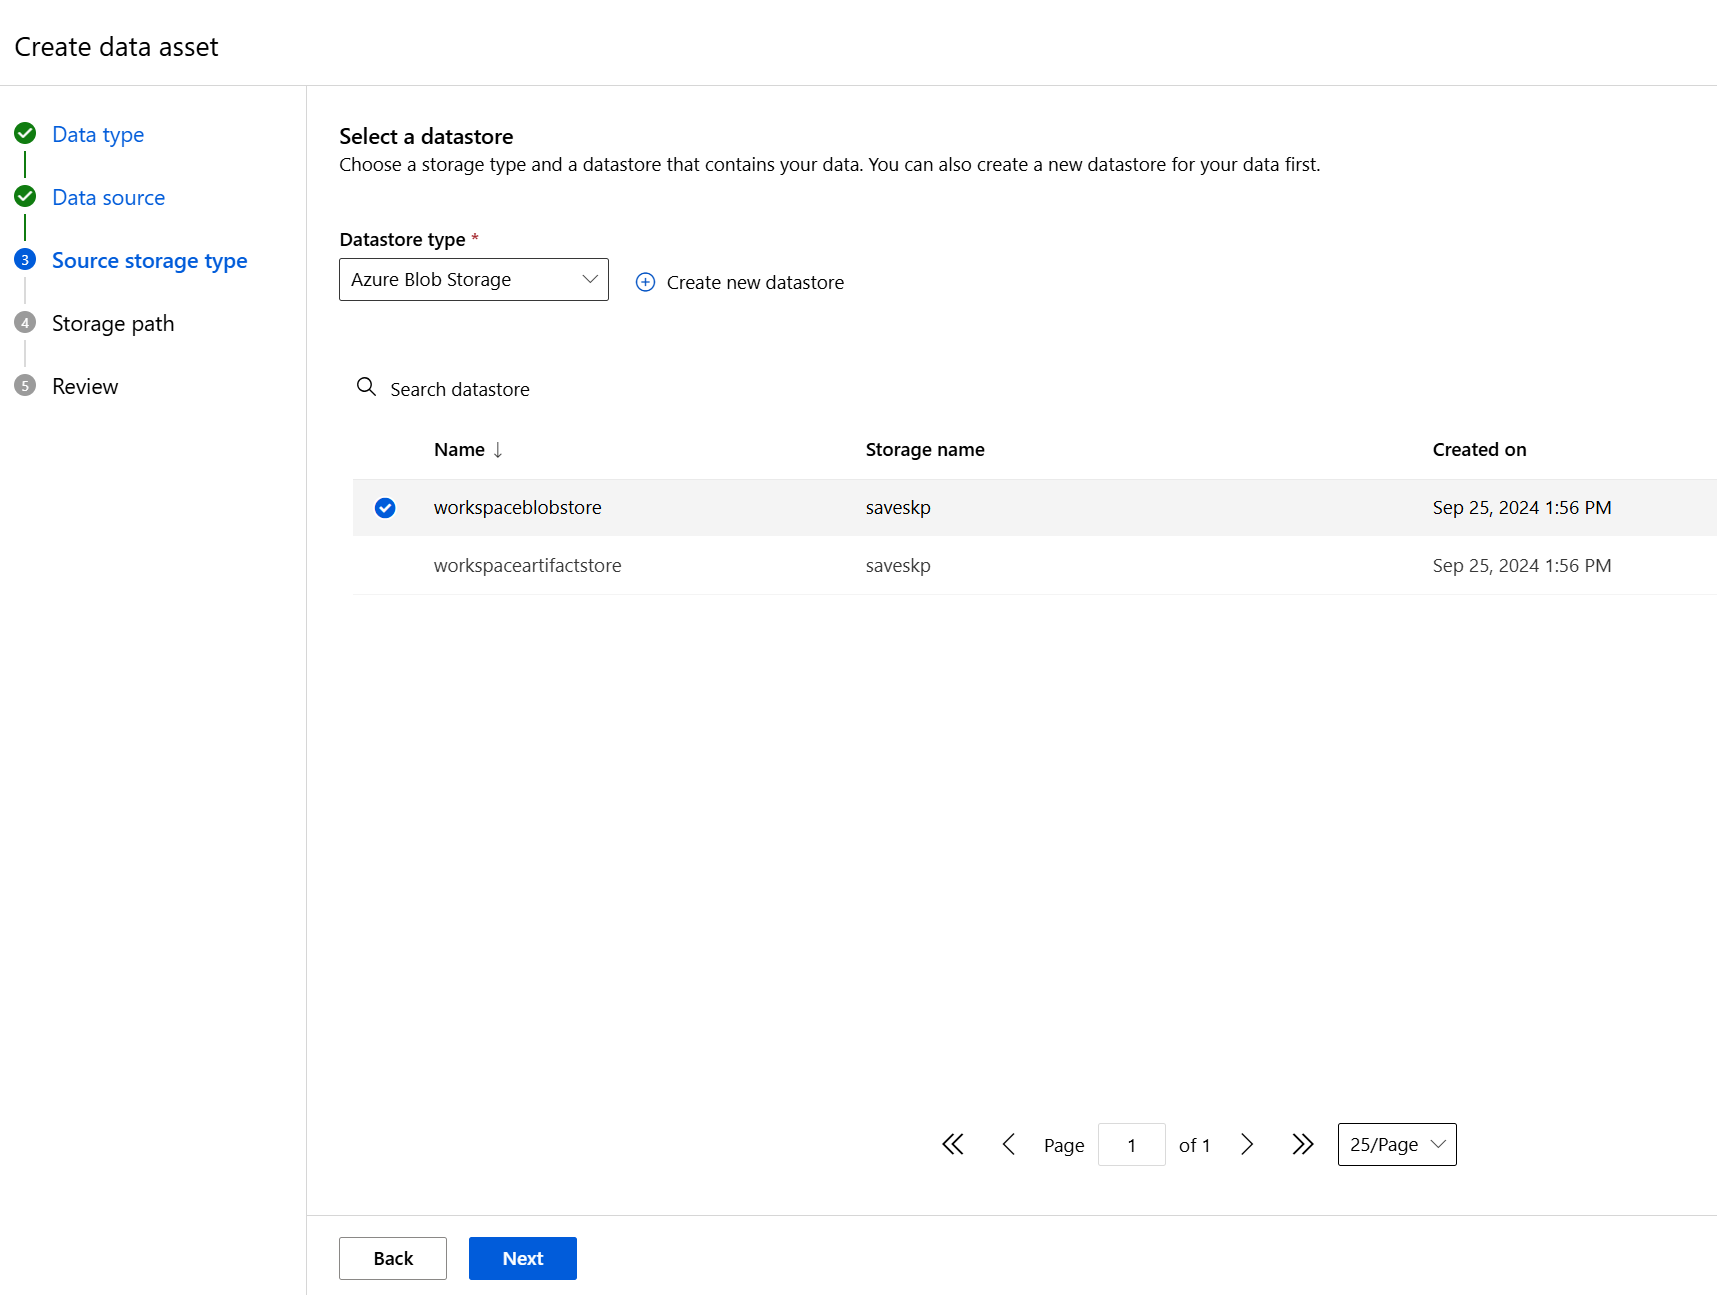 Create data asset
Data type
Data source
3 Source storage type
4 Storage path
5 Review
Select a datastore
Choose a storage type and a datastore that contains your data. You can also create a new datastore for your data first.
Datastore type *
Azure Blob Storage
Create new datastore
Search datastore
Name ↓ Storage name Created on
workspaceblobstore saveskp Sep 25, 2024 1:56 PM
workspaceartifactstore saveskp Sep 25, 2024 1:56 PM
Page 1 of 1 25/Page
Back Next